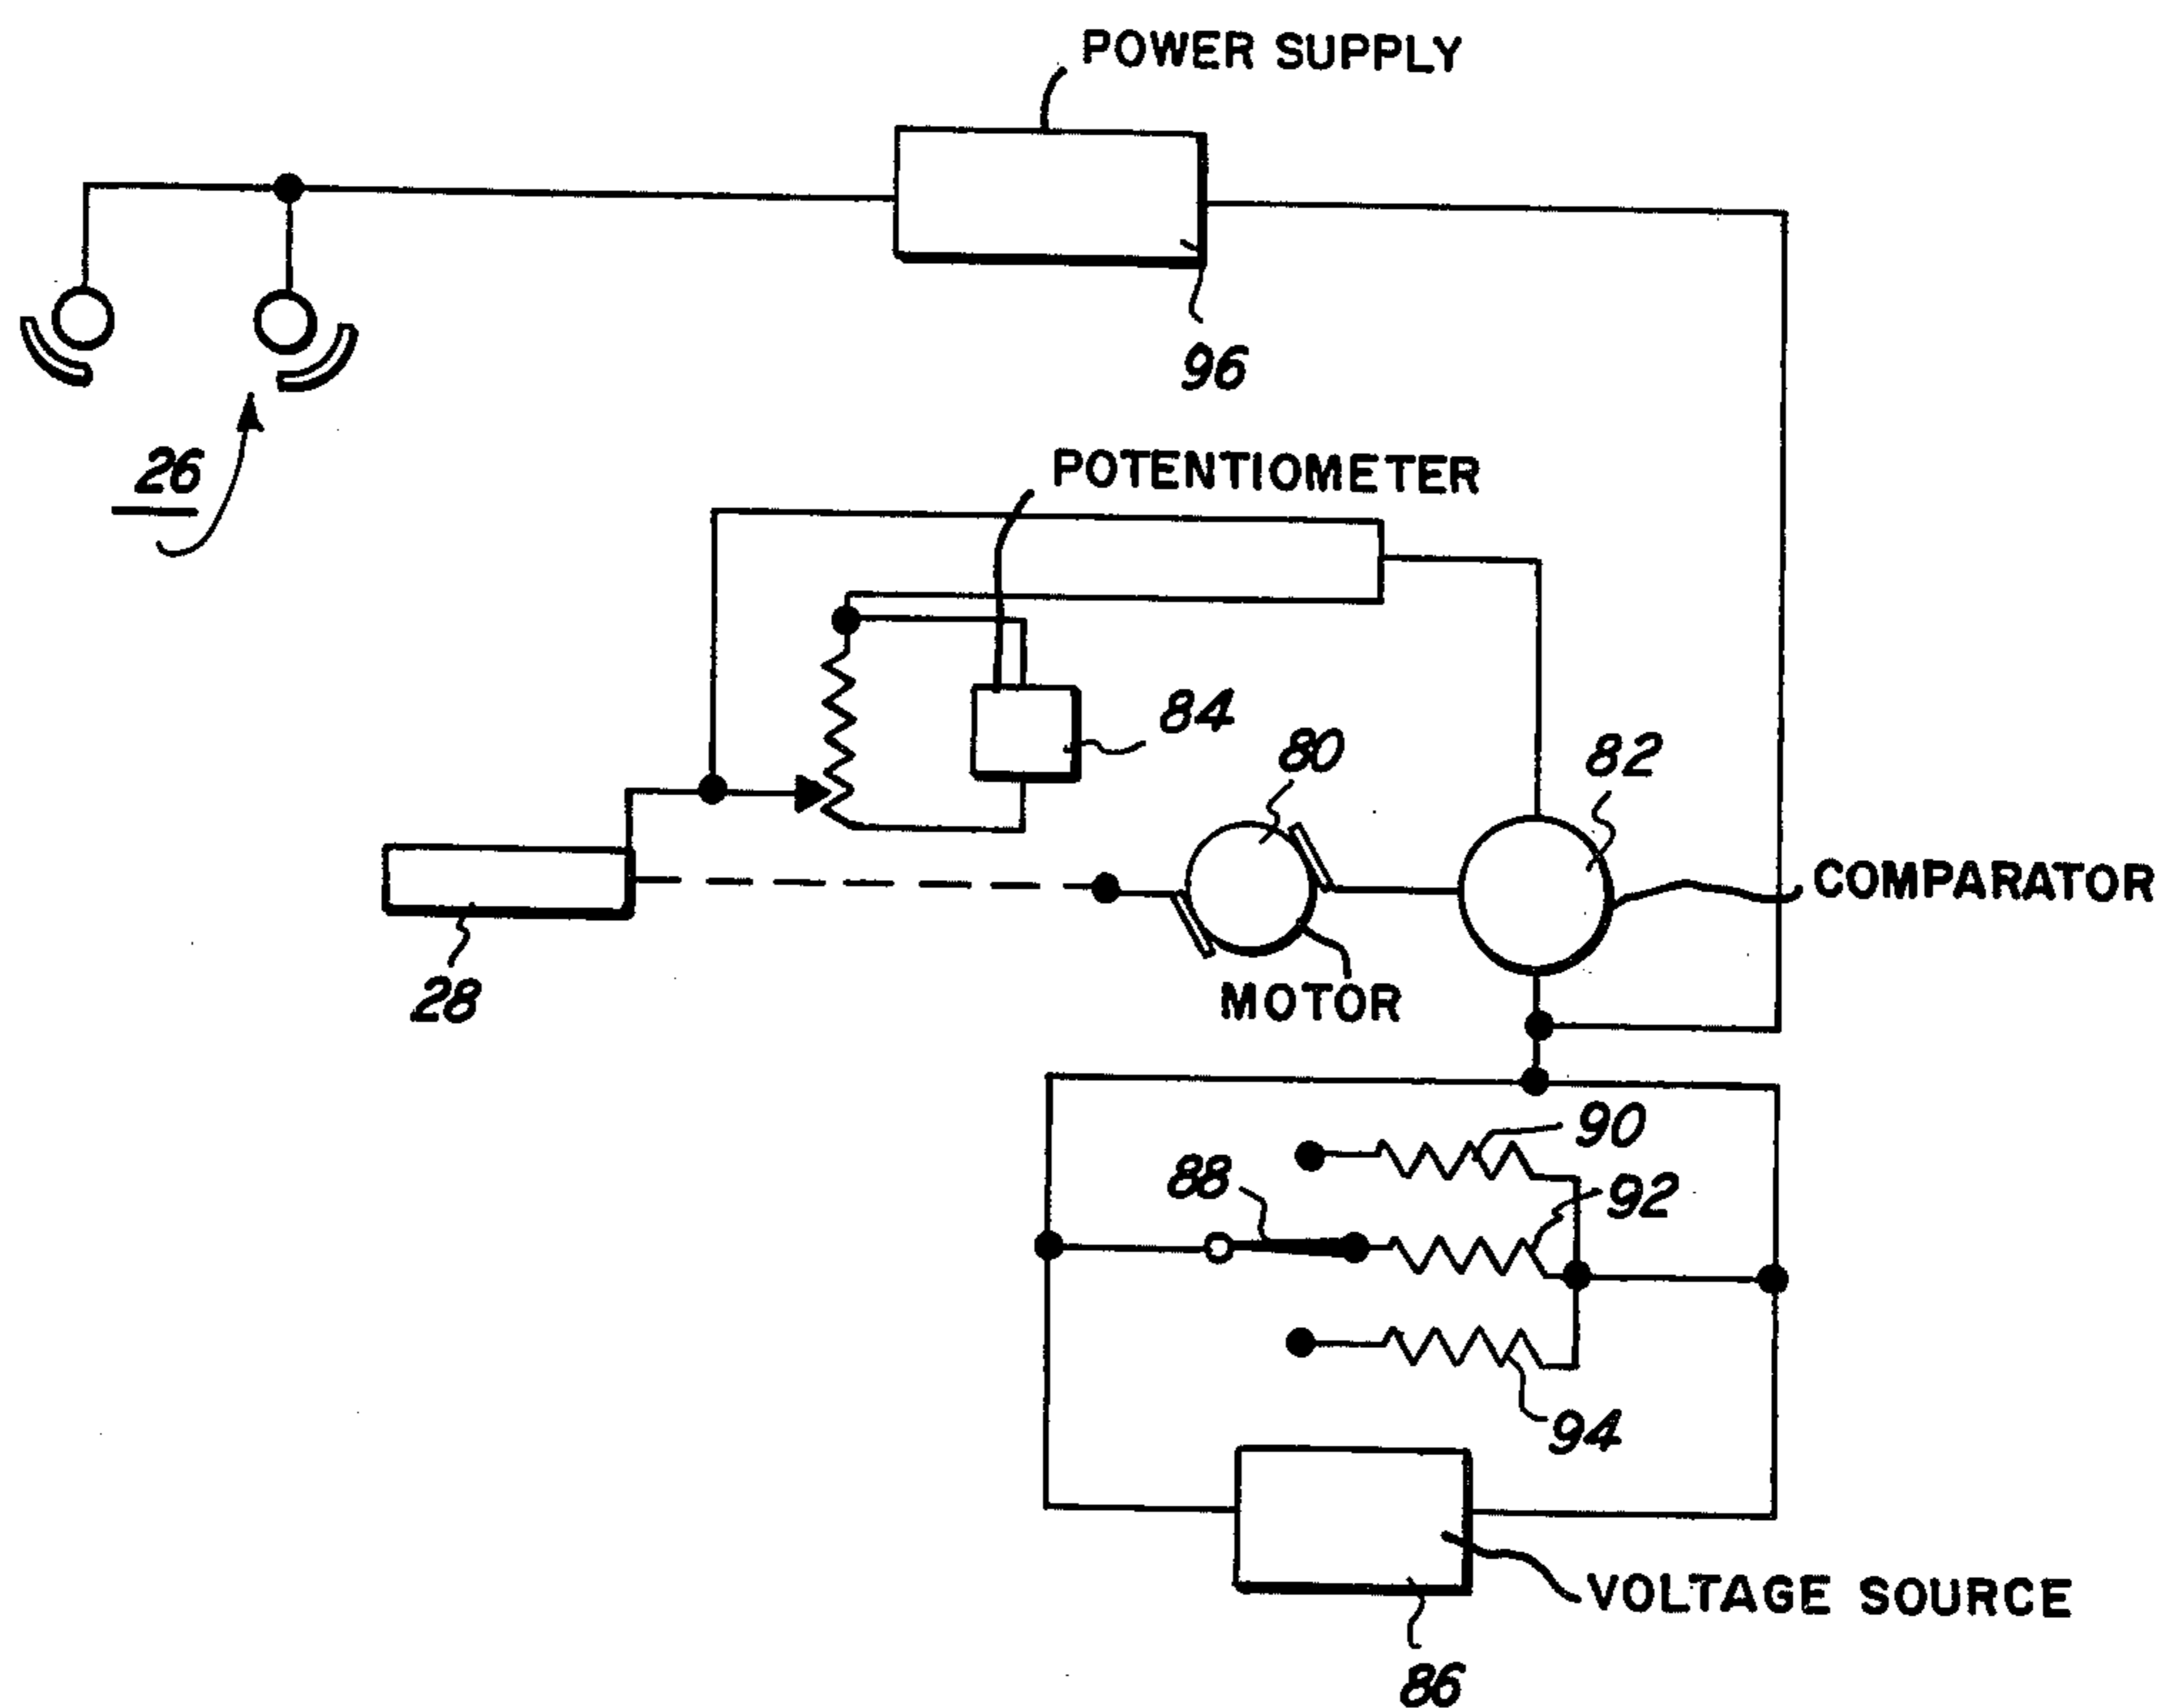 POWER SUPPLY
96
26
POTENTIOMETER
84
80
82
COMPARATOR
28
MOTOR
90
88
92
94
VOLTAGE SOURCE
86